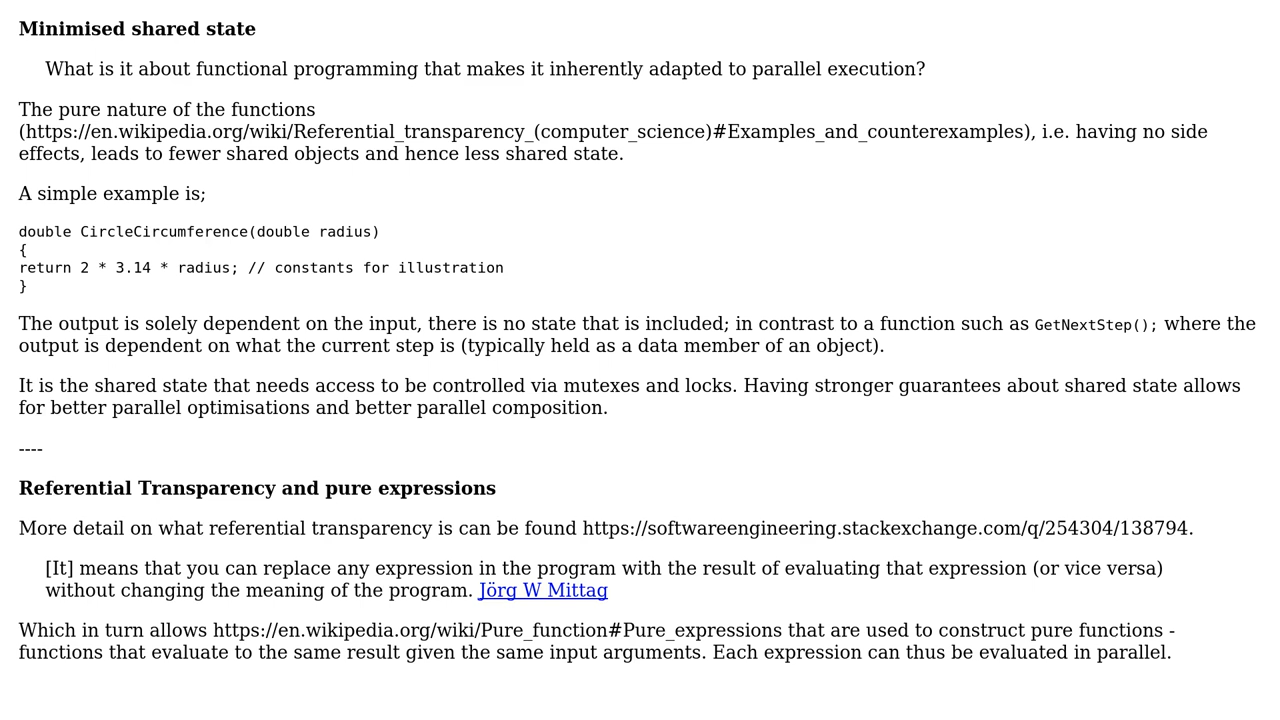 Minimised shared state
What is it about functional programming that makes it inherently adapted to parallel execution?
The pure nature of the functions
(https://en.wikipedia.org/wiki/Referential_transparency_(computer_science)#Examples_and_counterexamples), i.e. having no side
effects, leads to fewer shared objects and hence less shared state.
A simple example is;
double CircleCircumference(double radius)
{
return 2 * 3.14 * radius; // constants for illustration
}
The output is solely dependent on the input, there is no state that is included; in contrast to a function such as GetNextStep(); where the
output is dependent on what the current step is (typically held as a data member of an object).
It is the shared state that needs access to be controlled via mutexes and locks. Having stronger guarantees about shared state allows
for better parallel optimisations and better parallel composition.
----
Referential Transparency and pure expressions
More detail on what referential transparency is can be found https://softwareengineering.stackexchange.com/q/254304/138794.
[It] means that you can replace any expression in the program with the result of evaluating that expression (or vice versa)
without changing the meaning of the program. Jörg W Mittag
Which in turn allows https://en.wikipedia.org/wiki/Pure_function#Pure_expressions that are used to construct pure functions -
functions that evaluate to the same result given the same input arguments. Each expression can thus be evaluated in parallel.